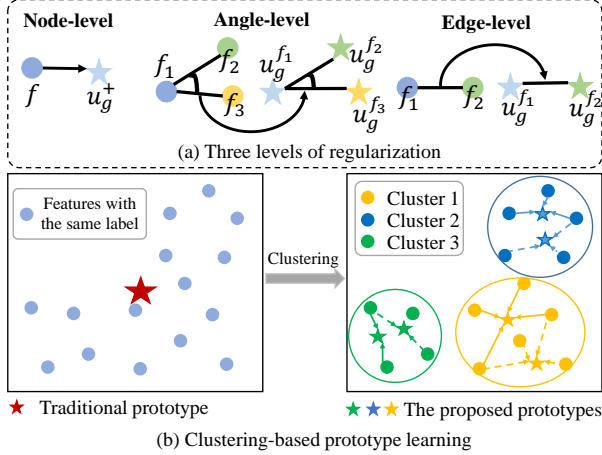 Node-level
Angle-level
Edge-level
f
u_g^+
f_1
f_2
f_3
u_g^{f_1}
u_g^{f_2}
u_g^{f_3}
f_1
f_2
u_g^{f_1}
u_g^{f_2}
(a) Three levels of regularization
Features with
the same label
Clustering
Cluster 1
Cluster 2
Cluster 3
Traditional prototype
The proposed prototypes
(b) Clustering-based prototype learning